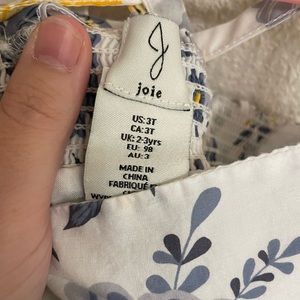 J
joie
US: 3T
CA: 3T
UK: 2-3yrs
EU: 98
AU: 3
MADE IN
CHINA
FABRIQUÉ